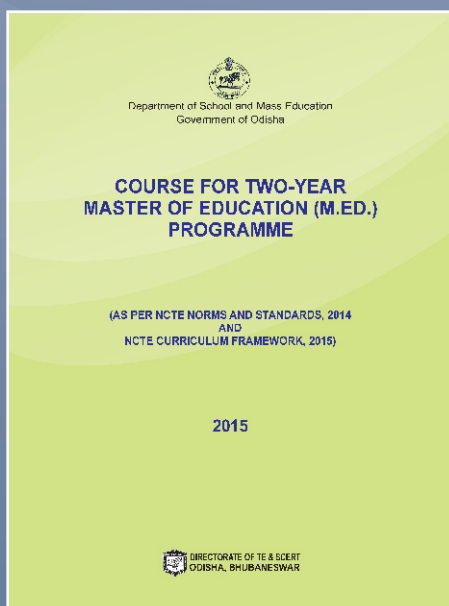 Department of School and Mass Education
Government of Odisha
COURSE FOR TWO-YEAR
MASTER OF EDUCATION (M.ED.)
PROGRAMME
(AS PER NCTE NORMS AND STANDARDS, 2014
AND
NCTE CURRICULUM FRAMEWORK, 2015)
2015
DIRECTORATE OF TE & SCERT
ODISHA, BHUBANESWAR